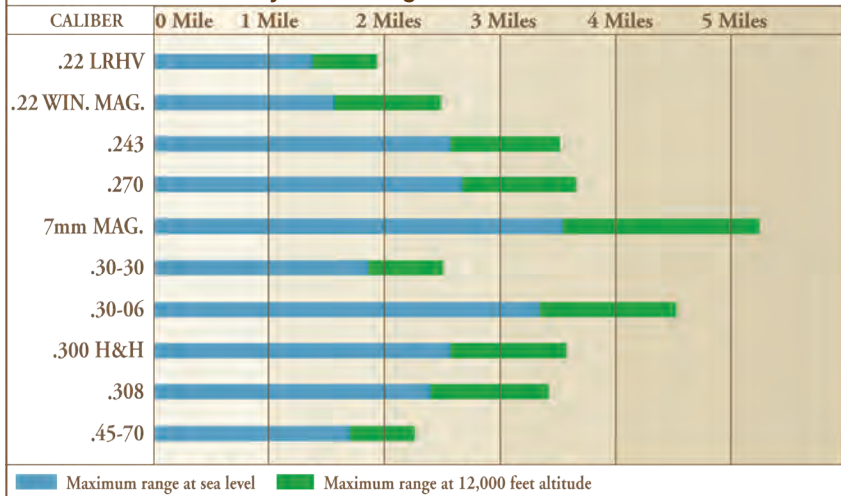 CALIBER 0 Mile 1 Mile 2 Miles 3 Miles 4 Miles 5 Miles
.22 LRHV
.22 WIN. MAG.
.243
.270
7mm MAG.
.30-30
.30-06
.300 H&H
.308
.45-70
Maximum range at sea level Maximum range at 12,000 feet altitude